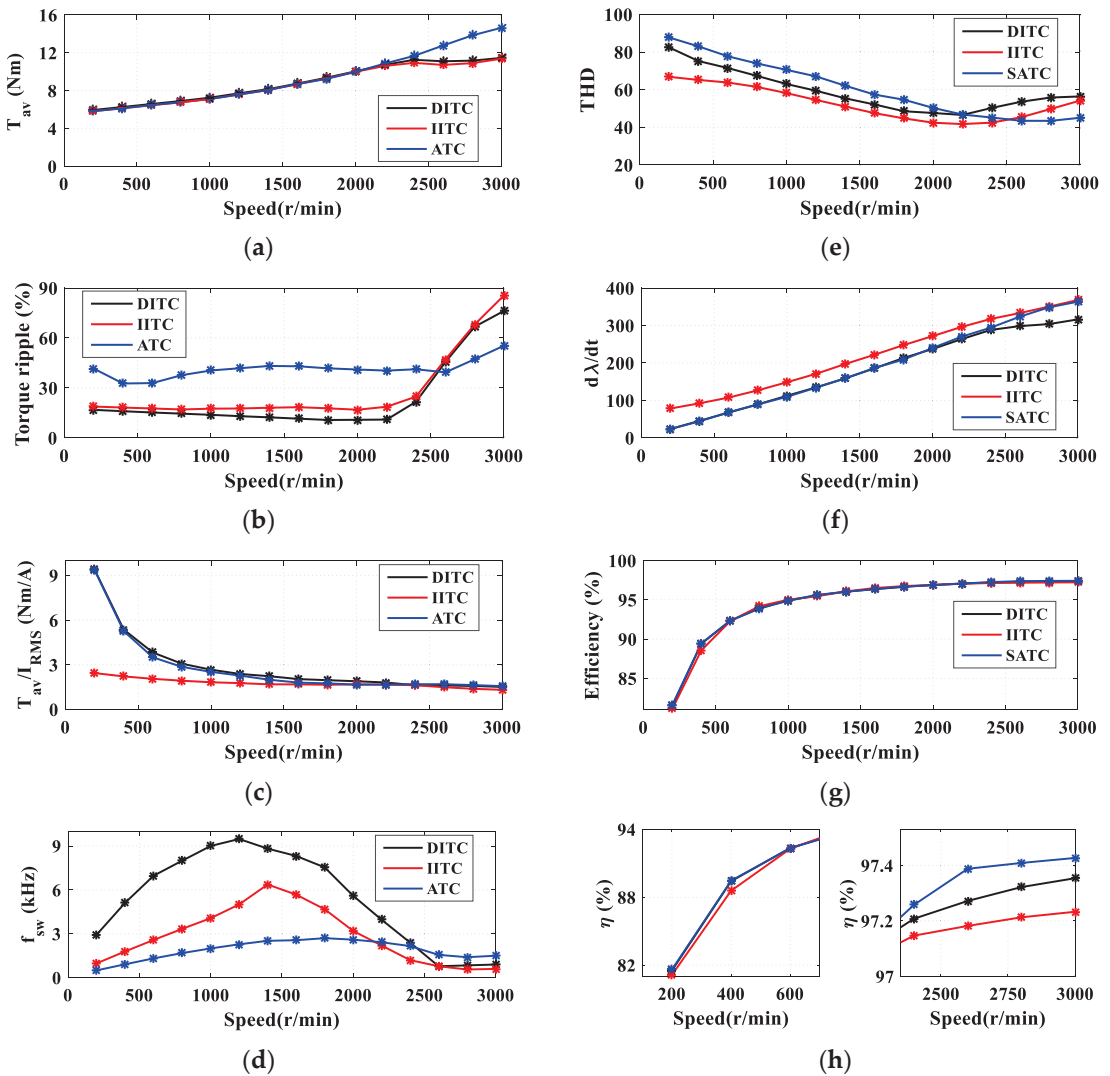 16
12
8
4
0
T_av (Nm)
DITC
IITC
ATC
0 500 1000 1500 2000 2500 3000
Speed(r/min)
(a)
90
60
30
0
Torque ripple (%)
DITC
IITC
ATC
0 500 1000 1500 2000 2500 3000
Speed(r/min)
(b)
9
6
3
0
T_av/I_RMS (Nm/A)
DITC
IITC
ATC
0 500 1000 1500 2000 2500 3000
Speed(r/min)
(c)
9
6
3
0
f_sw (kHz)
DITC
IITC
ATC
0 500 1000 1500 2000 2500 3000
Speed(r/min)
(d)
100
80
60
40
20
THD
DITC
IITC
SATC
0 500 1000 1500 2000 2500 3000
Speed(r/min)
(e)
400
300
200
100
0
dλ/dt
DITC
IITC
SATC
0 500 1000 1500 2000 2500 3000
Speed(r/min)
(f)
100
95
90
85
Efficiency (%)
DITC
IITC
SATC
0 500 1000 1500 2000 2500 3000
Speed(r/min)
(g)
94
88
82
η (%)
200 400 600
Speed(r/min)
97.4
97.2
97
η (%)
2500 2750 3000
Speed(r/min)
(h)